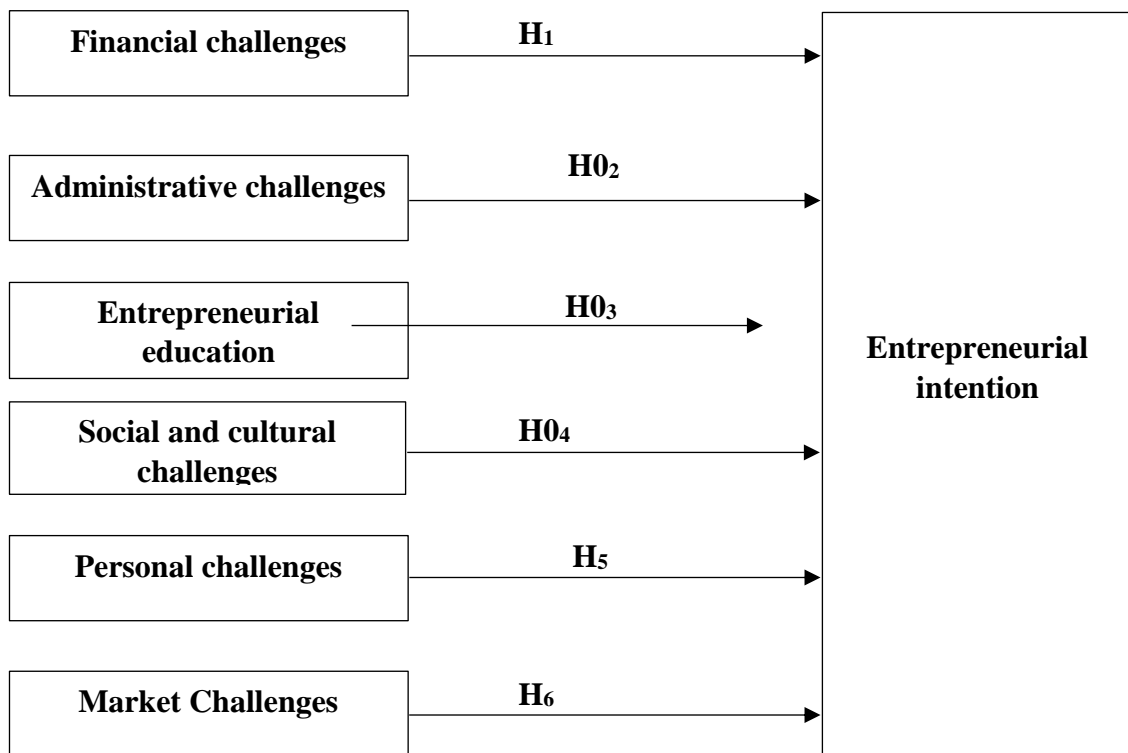 Financial challenges
H1
Administrative challenges
H02
Entrepreneurial
education
H03
Social and cultural
challenges
H04
Personal challenges
H5
Market Challenges
H6
Entrepreneurial
intention